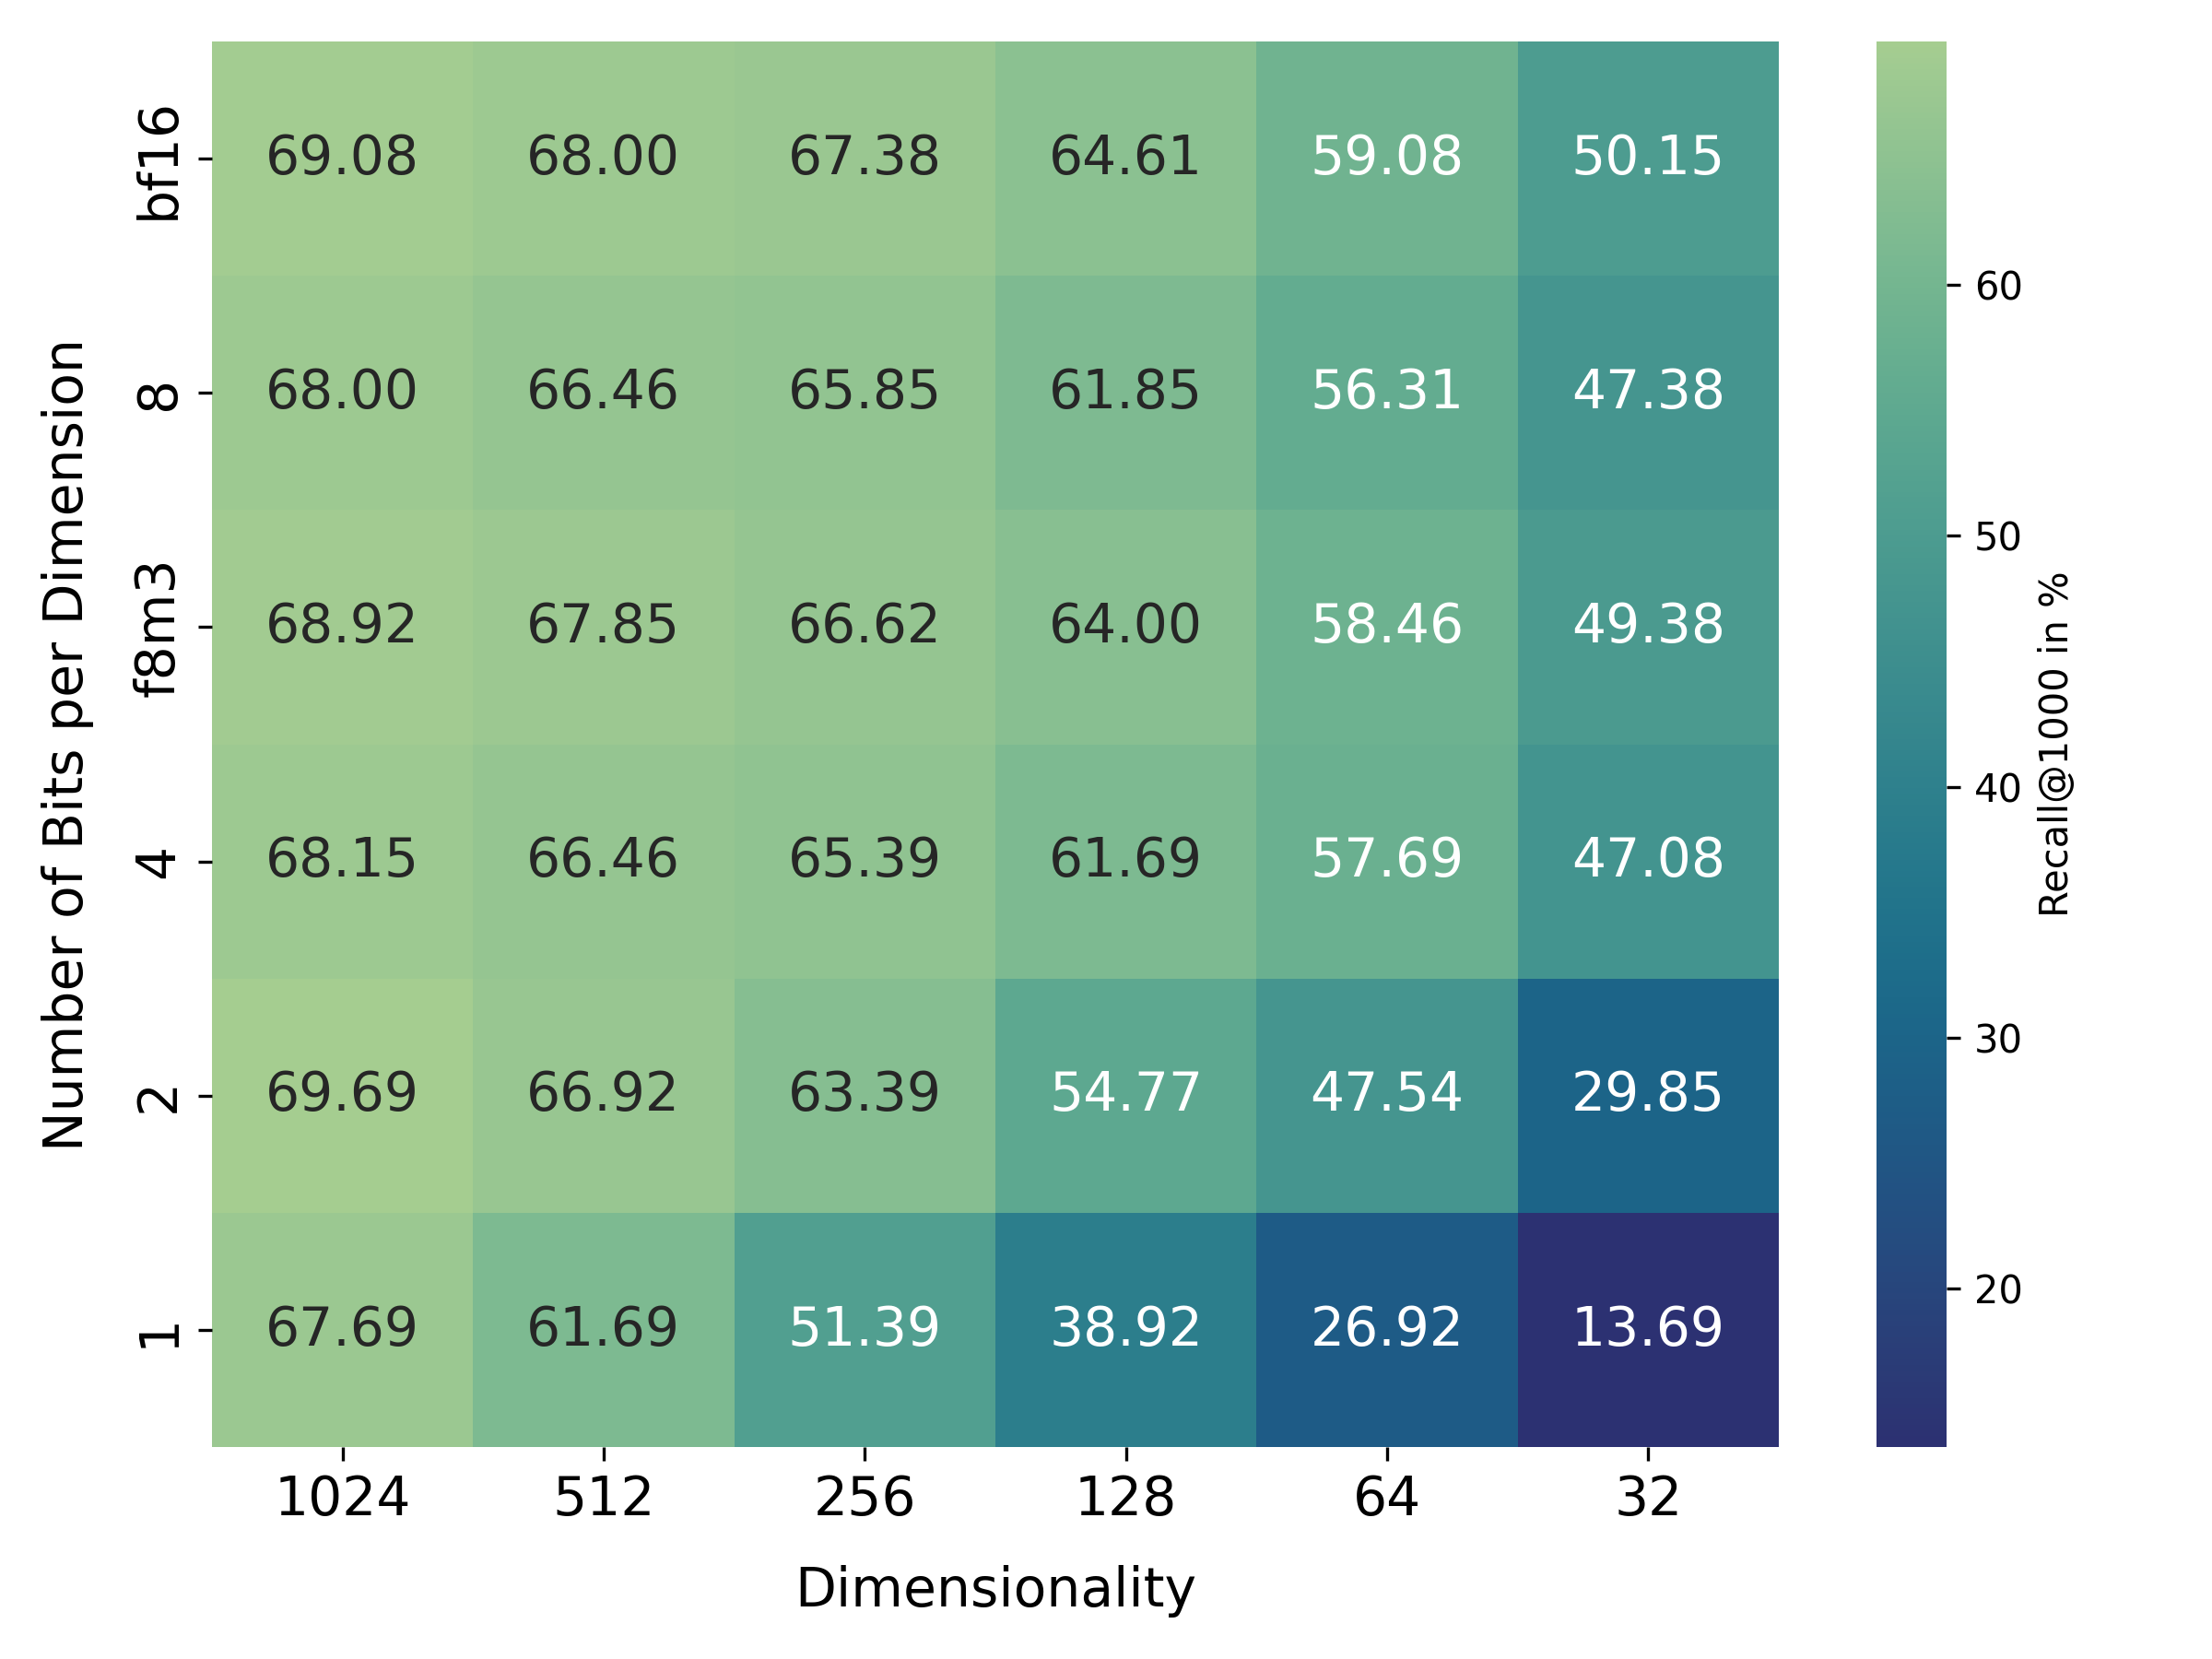 Number of Bits per Dimension
bf16 69.08 68.00 67.38 64.61 59.08 50.15
8 68.00 66.46 65.85 61.85 56.31 47.38
f8m3 68.92 67.85 66.62 64.00 58.46 49.38
4 68.15 66.46 65.39 61.69 57.69 47.08
2 69.69 66.92 63.39 54.77 47.54 29.85
1 67.69 61.69 51.39 38.92 26.92 13.69
1024 512 256 128 64 32
Dimensionality
60
50
40
30
20
Recall@1000 in %